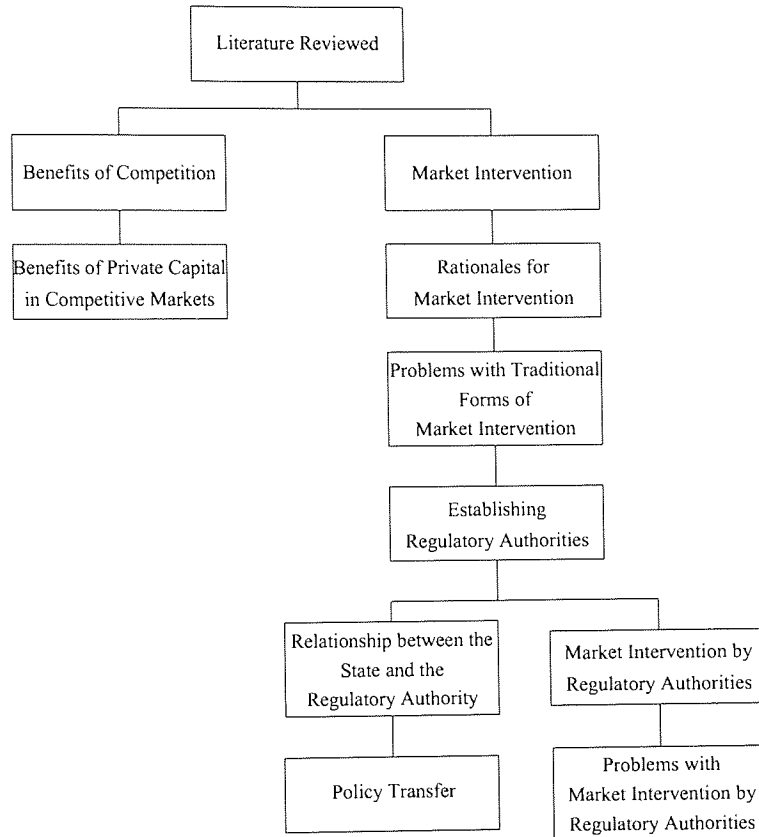 Literature Reviewed
Benefits of Competition
Market Intervention
Benefits of Private Capital
in Competitive Markets
Rationales for
Market Intervention
Problems with Traditional
Forms of
Market Intervention
Establishing
Regulatory Authorities
Relationship between the
State and the
Regulatory Authority
Market Intervention by
Regulatory Authorities
Policy Transfer
Problems with
Market Intervention by
Regulatory Authorities